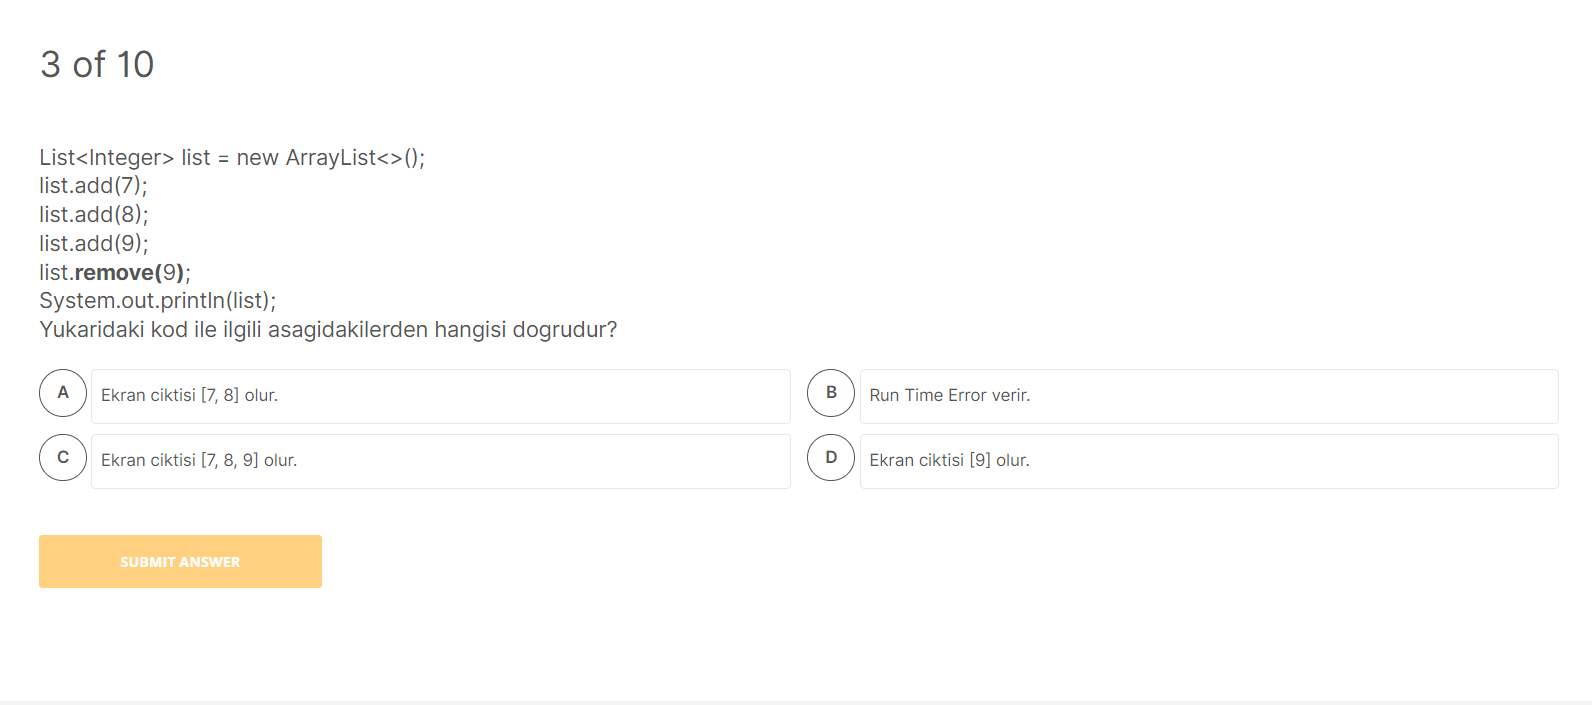 3 of 10
List<Integer> list = new ArrayList<>();
list.add(7);
list.add(8);
list.add(9);
list.remove(9);
System.out.println(list);
Yukaridaki kod ile ilgili asagidakilerden hangisi dogrudur?
A Ekran ciktisi [7, 8] olur.
B Run Time Error verir.
C Ekran ciktisi [7, 8, 9] olur.
D Ekran ciktisi [9] olur.
SUBMIT ANSWER